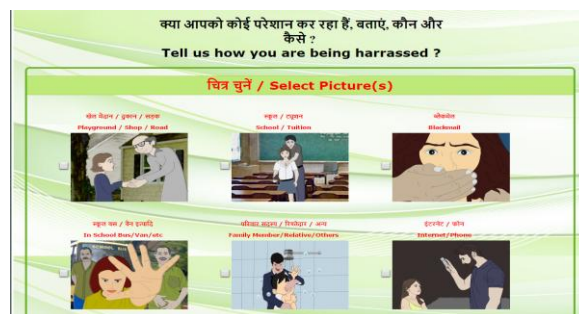 क्या आपको कोई परेशान कर रहा हैं, बताएं, कौन और
कैसे ?
Tell us how you are being harrassed ?
चित्र चुनें / Select Picture(s)
खेल मैदान / दुकान / सड़क
Playground / Shop / Road
स्कूल / ट्यूशन
School / Tuition
ब्लैकमेल
Blackmail
स्कूल बस / वैन इत्यादि
In School Bus/Van/etc
परिवार सदस्य / रिश्तेदार / अन्य
Family Member/Relative/Others
इंटरनेट / फोन
Internet/Phone